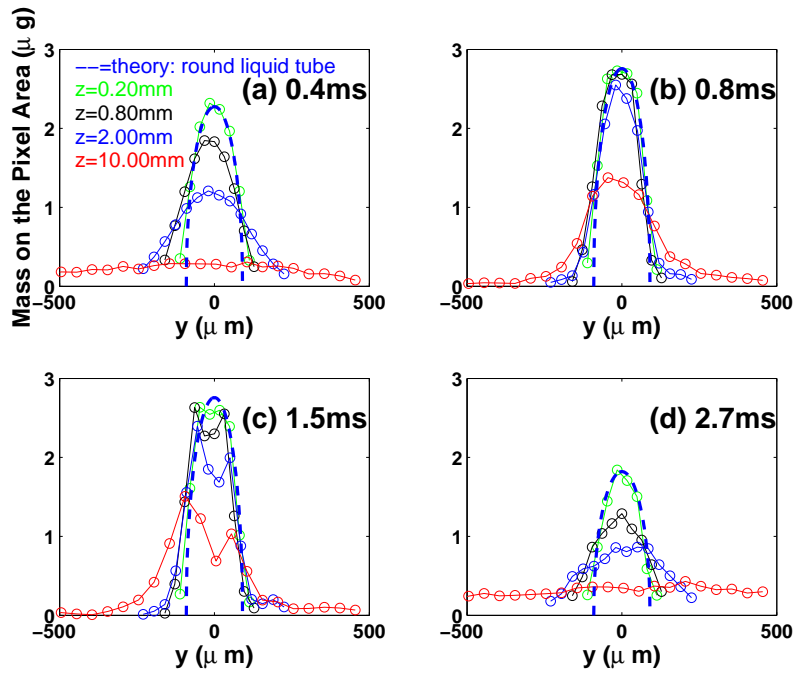 Mass on the Pixel Area (μ g)
3
2
1
0
−500
0
500
y (μ m)
−−=theory: round liquid tube
z=0.20mm
z=0.80mm
z=2.00mm
z=10.00mm
(a) 0.4ms
3
2
1
0
−500
0
500
y (μ m)
(b) 0.8ms
3
2
1
0
−500
0
500
y (μ m)
(c) 1.5ms
3
2
1
0
−500
0
500
y (μ m)
(d) 2.7ms